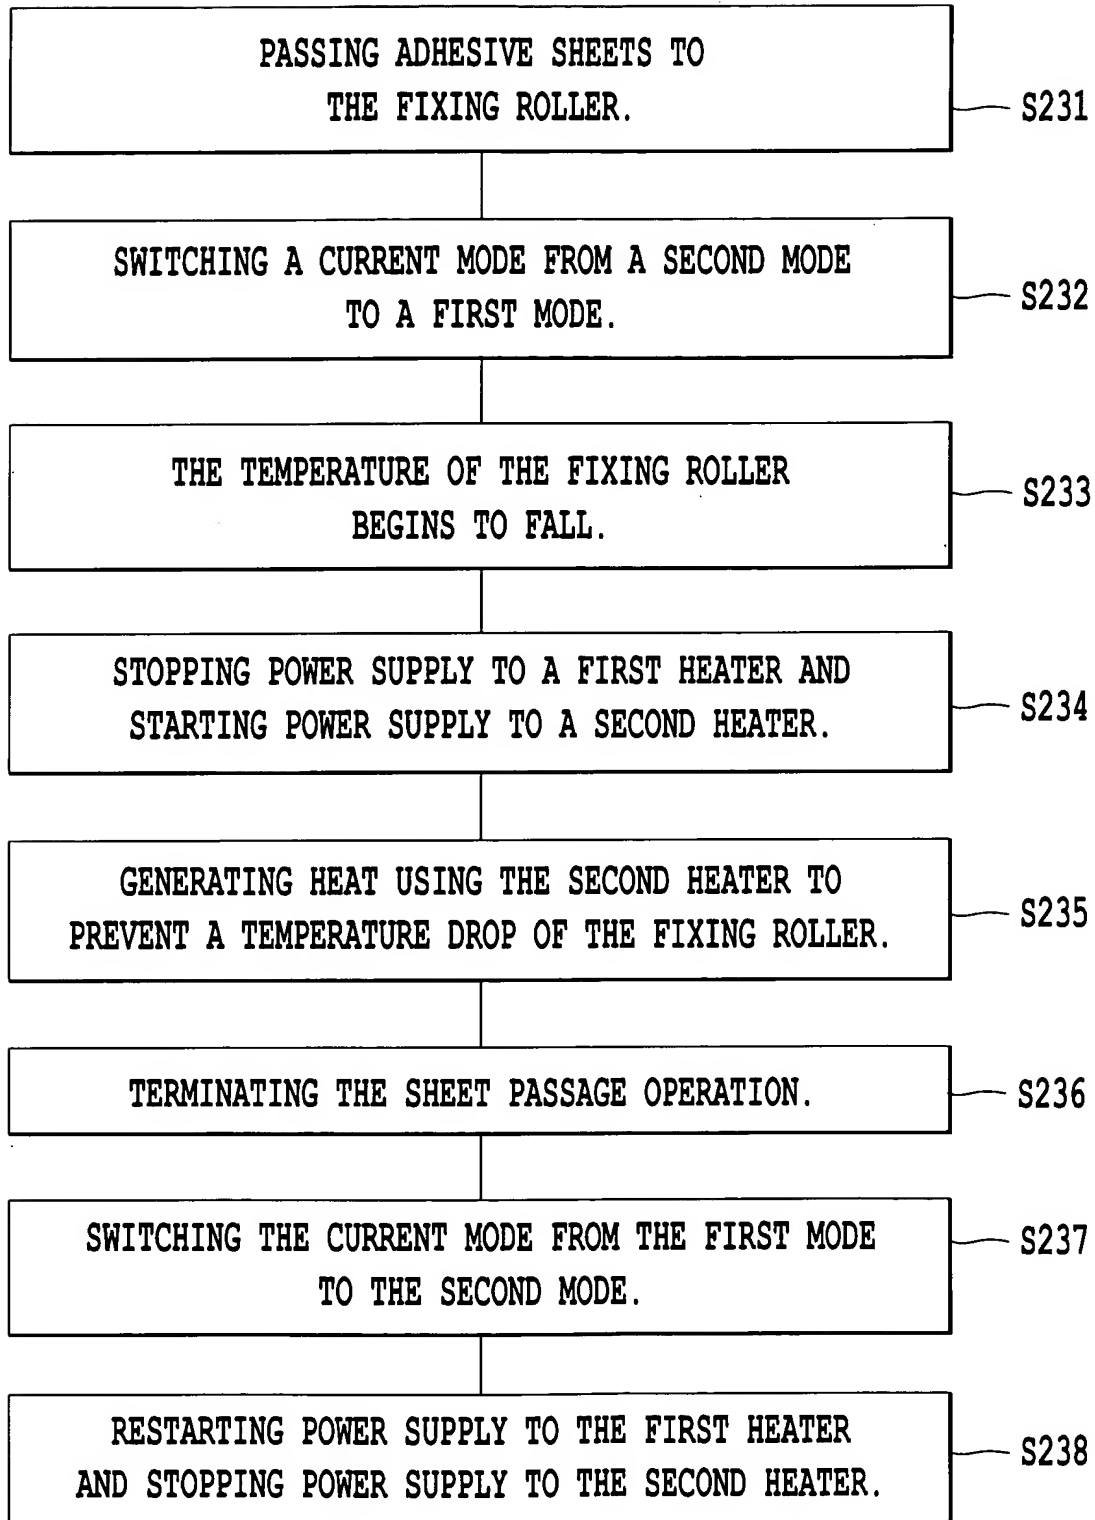 PASSING ADHESIVE SHEETS TO
THE FIXING ROLLER.
S231
SWITCHING A CURRENT MODE FROM A SECOND MODE
TO A FIRST MODE.
S232
THE TEMPERATURE OF THE FIXING ROLLER
BEGINS TO FALL.
S233
STOPPING POWER SUPPLY TO A FIRST HEATER AND
STARTING POWER SUPPLY TO A SECOND HEATER.
S234
GENERATING HEAT USING THE SECOND HEATER TO
PREVENT A TEMPERATURE DROP OF THE FIXING ROLLER.
S235
TERMINATING THE SHEET PASSAGE OPERATION.
S236
SWITCHING THE CURRENT MODE FROM THE FIRST MODE
TO THE SECOND MODE.
S237
RESTARTING POWER SUPPLY TO THE FIRST HEATER
AND STOPPING POWER SUPPLY TO THE SECOND HEATER.
S238